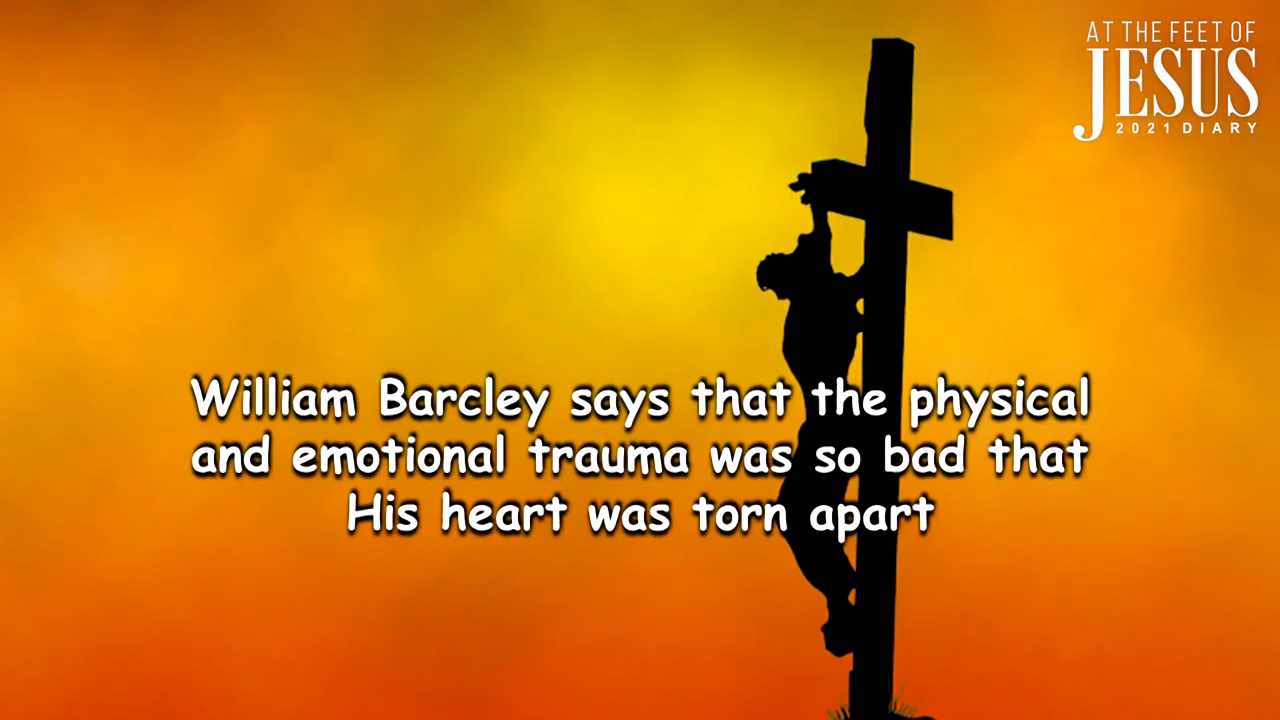 AT THE FEET OF
JESUS
2021 DIARY
William Barcley says that the physical
and emotional trauma was so bad that
His heart was torn apart